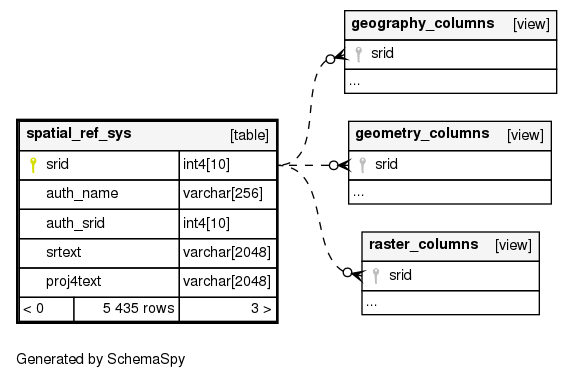 geography_columns [view]
srid
...
spatial_ref_sys [table]
srid int4[10]
auth_name varchar[256]
auth_srid int4[10]
srtext varchar[2048]
proj4text varchar[2048]
< 0 5 435 rows 3 >
geometry_columns [view]
srid
...
raster_columns [view]
srid
...
Generated by SchemaSpy